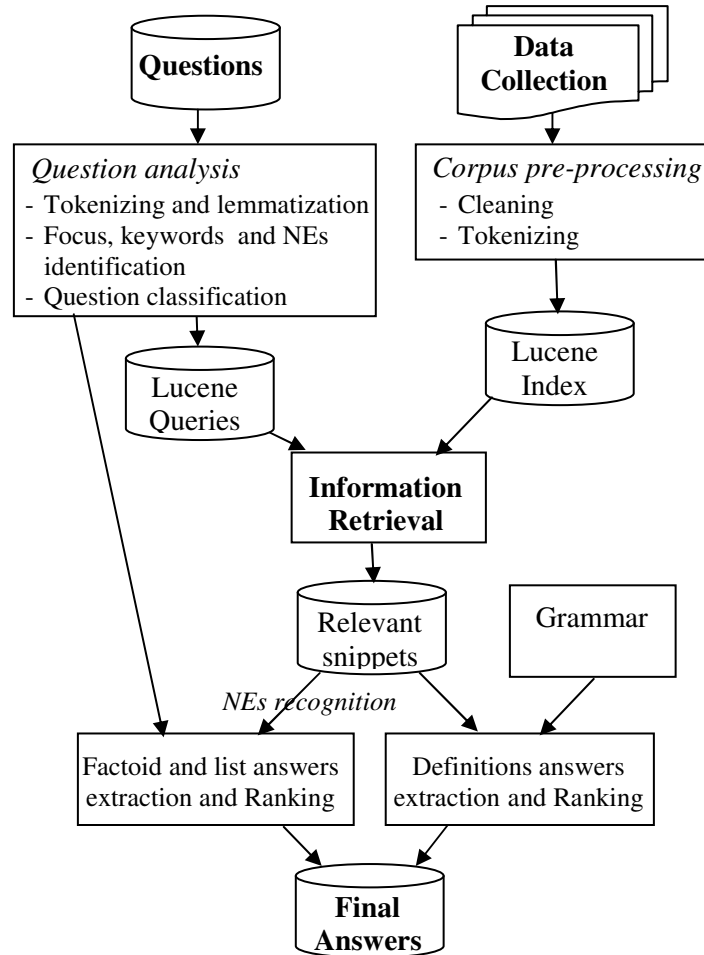 Questions
Data
Collection
Question analysis
- Tokenizing and lemmatization
- Focus, keywords and NEs
identification
- Question classification
Corpus pre-processing
- Cleaning
- Tokenizing
Lucene
Queries
Lucene
Index
Information
Retrieval
Relevant
snippets
Grammar
NEs recognition
Factoid and list answers
extraction and Ranking
Definitions answers
extraction and Ranking
Final
Answers